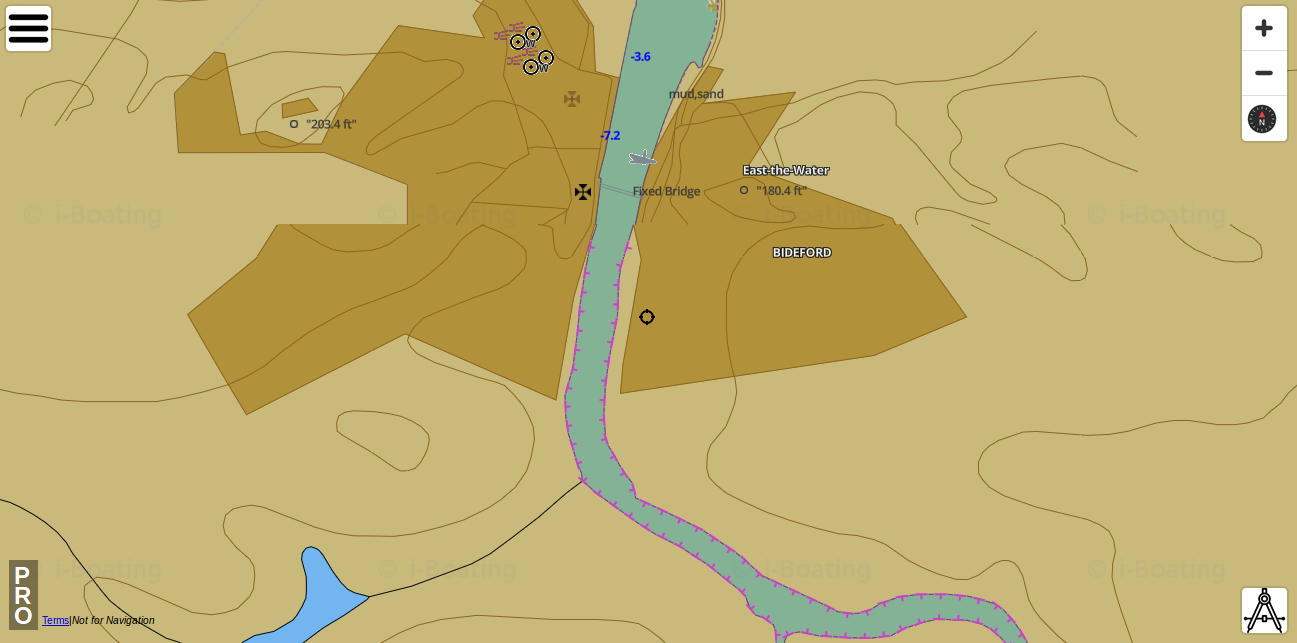 -3.6
W
W
mud,sand
"203.4 ft"
-7.2
East-the-Water
Fixed Bridge
"180.4 ft"
N
© i-Boating
© i-Boating
© i-Boating
© i-Boating
BIDEFORD
© i-Boating
© i-Boating
© i-Boating
© i-Boating
PRO
Terms|Not for Navigation